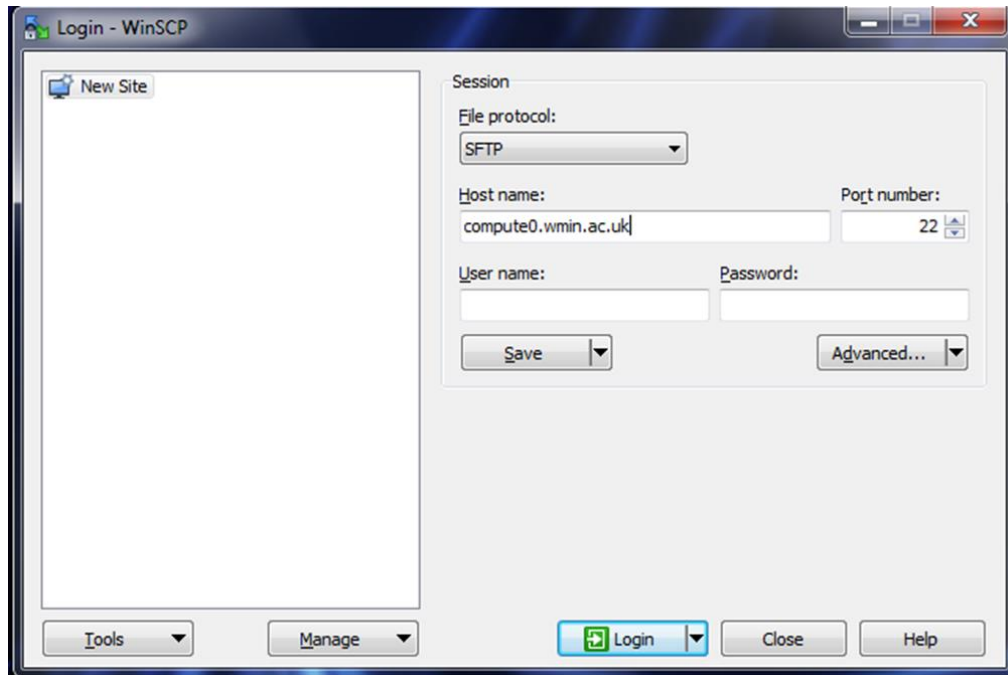 Login - WinSCP
New Site
Session
File protocol:
SFTP
Host name: Port number:
compute0.wmin.ac.uk 22
User name: Password:
Save Advanced...
Tools Manage Login Close Help